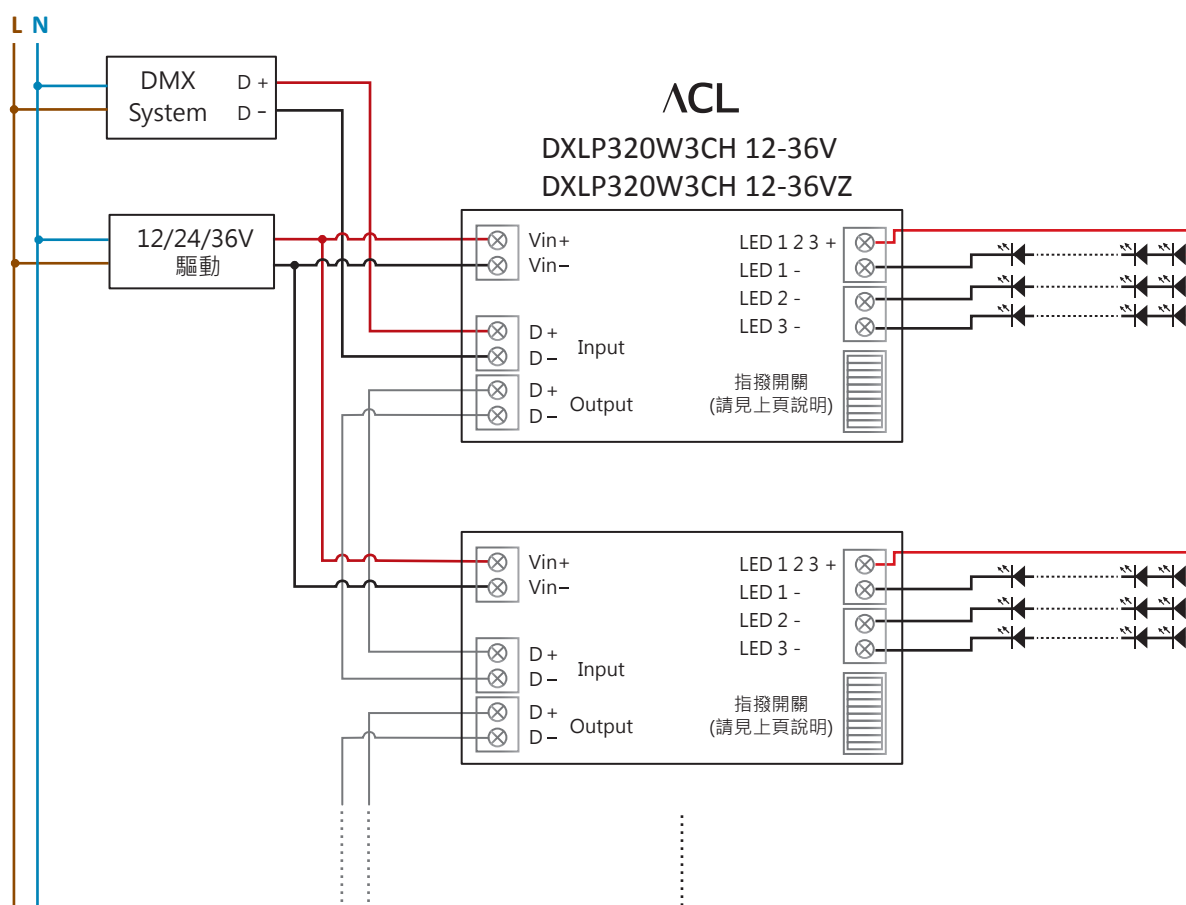 L N
DMX
System
D +
D -
ACL
DXLP320W3CH 12-36V
DXLP320W3CH 12-36VZ
12/24/36V
驅動
Vin+
Vin-
D +
D -
Input
D +
D -
Output
LED 1 2 3 +
LED 1 -
LED 2 -
LED 3 -
指撥開關
(請見上頁說明)
Vin+
Vin-
D +
D -
Input
D +
D -
Output
LED 1 2 3 +
LED 1 -
LED 2 -
LED 3 -
指撥開關
(請見上頁說明)